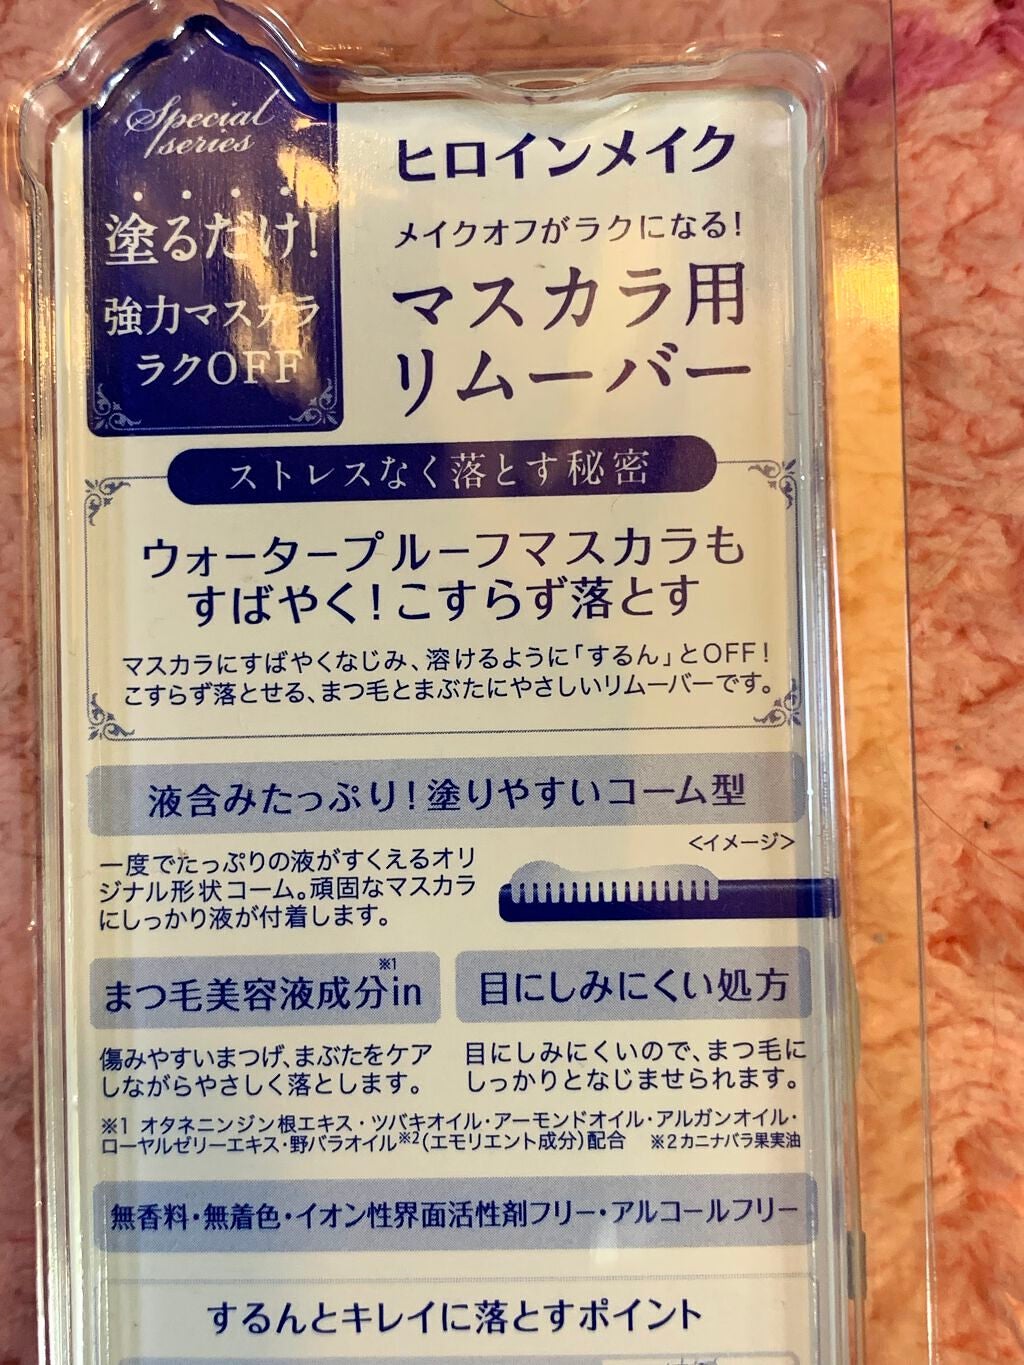 Special
series
塗るだけ!
強力マスカラ
ラクOFF
ヒロインメイク
メイクオフがラクになる!
マスカラ用
リムーバー
ストレスなく落とす秘密
ウォータープルーフマスカラも
すばやく!こすらず落とす
マスカラにすばやくなじみ、溶けるように「するん」とOFF!
こすらず落とせる、まつ毛とまぶたにやさしいリムーバーです。
液含みたっぷり!塗りやすいコーム型
<イメージ>
一度でたっぷりの液がすくえるオリ
ジナル形状コーム。頑固なマスカラ
にしっかり液が付着します。
まつ毛美容液成分※1in
傷みやすいまつげ、まぶたをケア
しながらやさしく落とします。
目にしみにくい処方
目にしみにくいので、まつ毛に
しっかりとなじませられます。
※1 オタネニンジン根エキス・ツバキオイル・アーモンドオイル・アルガンオイル・
ローヤルゼリーエキス・野バラオイル※2(エモリエント成分)配合 ※2カニナバラ果実油
無香料・無着色・イオン性界面活性剤フリー・アルコールフリー
するんとキレイに落とすポイント